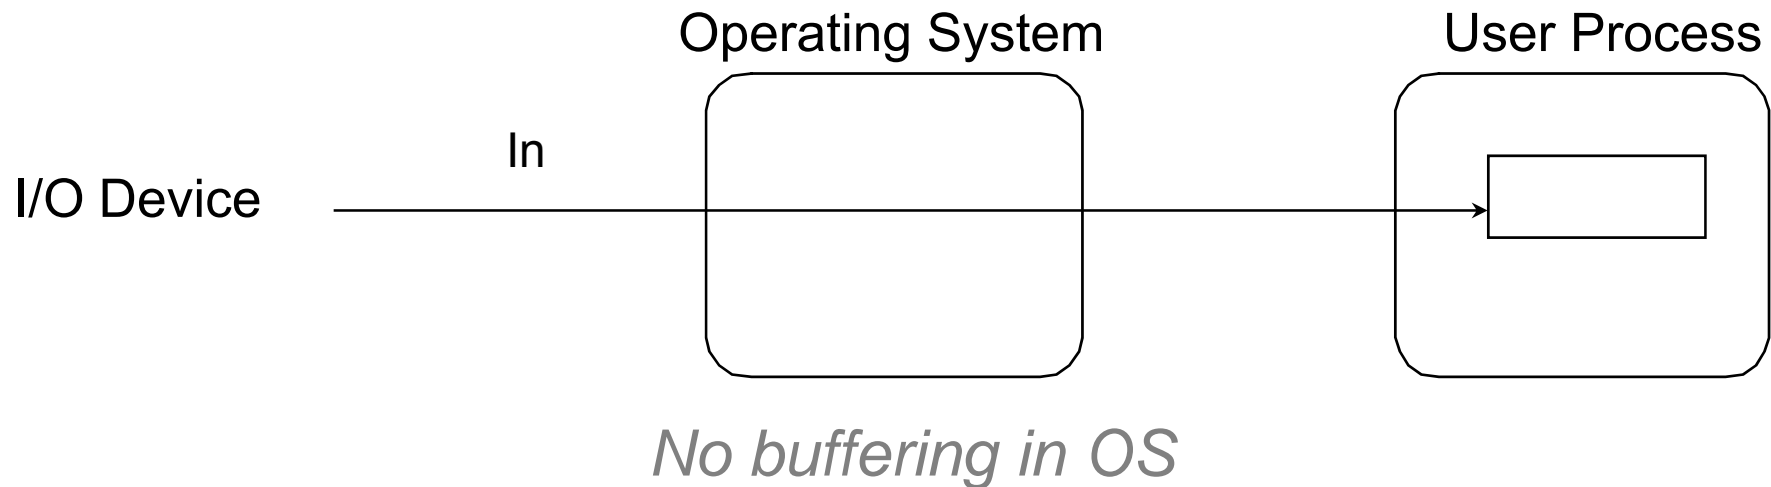 Operating System
User Process
In
I/O Device
No buffering in OS